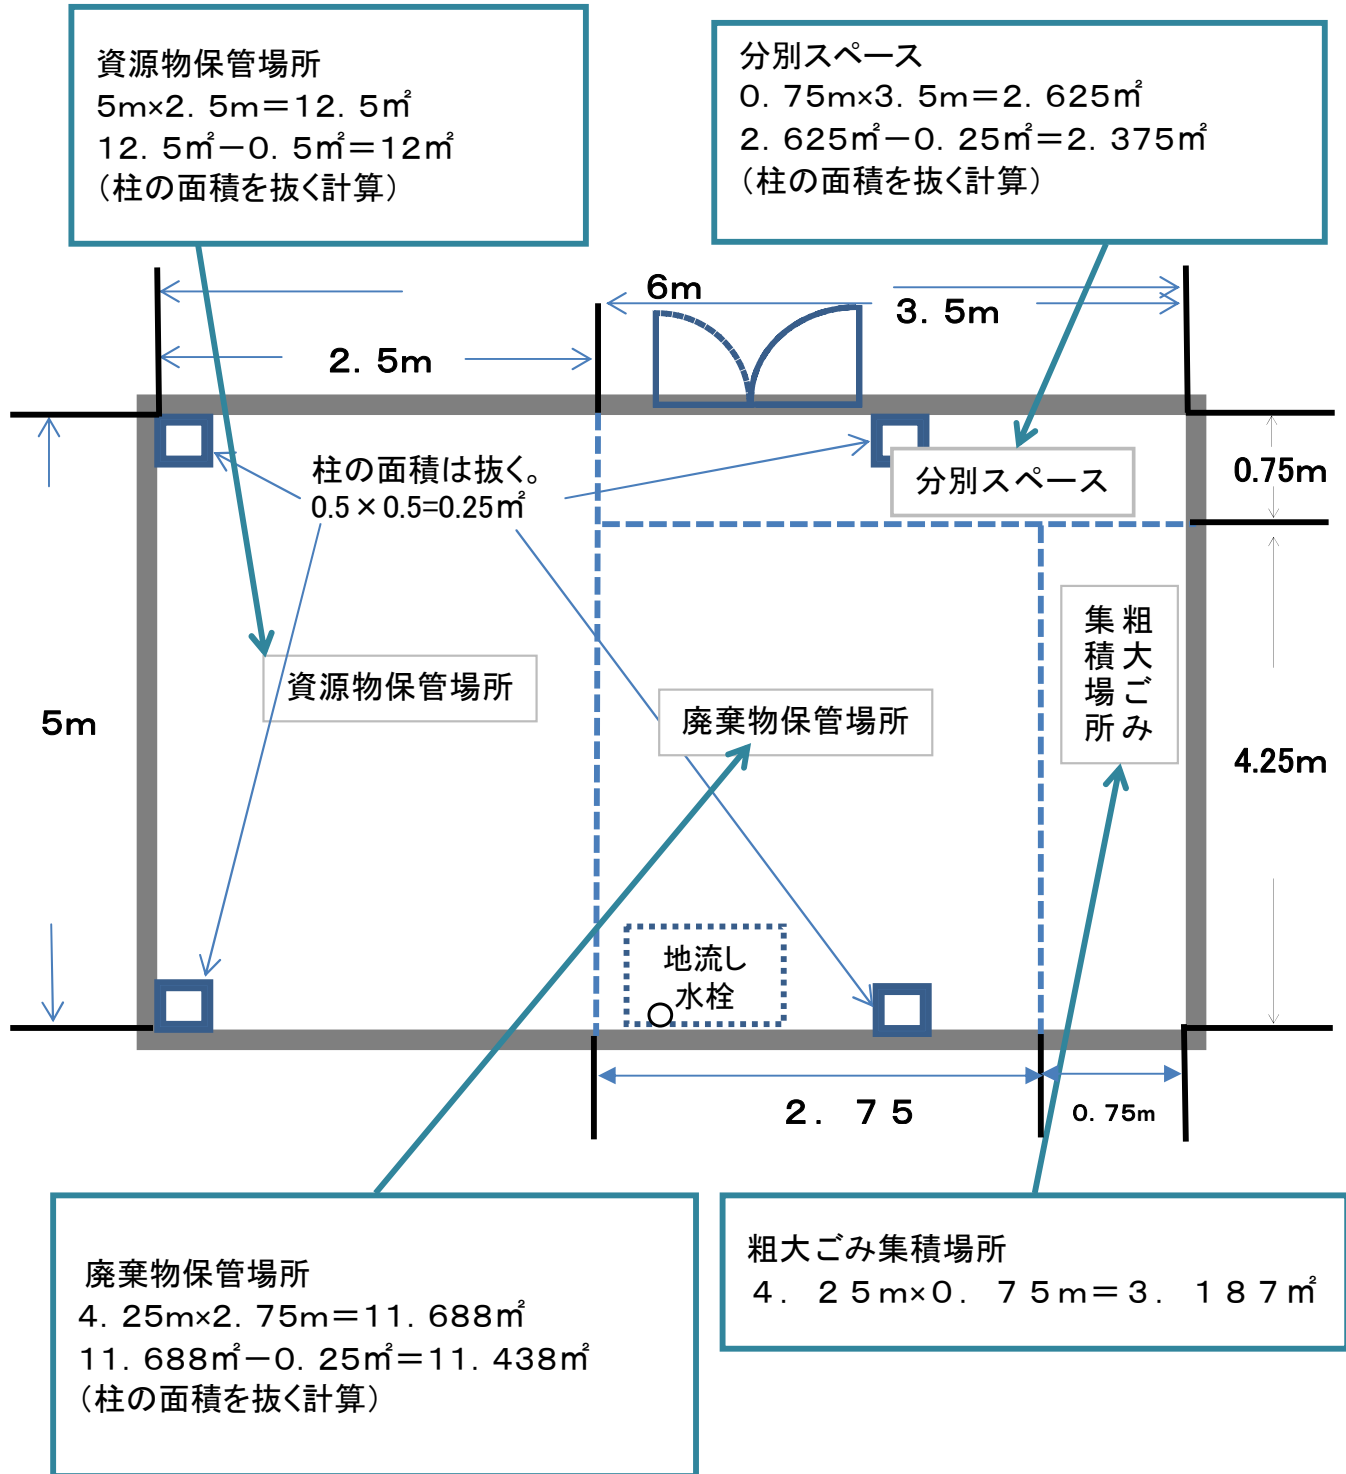 資源物保管場所
5m×2．5m＝12．5㎡
12．5㎡－0．5㎡＝12㎡
（柱の面積を抜く計算）
分別スペース
0．75m×3．5m＝2．625㎡
2．625㎡－0．25㎡＝2．375㎡
（柱の面積を抜く計算）
6m
3．5m
2．5m
柱の面積は抜く。
0.5×0.5=0.25㎡
分別スペース
0.75m
資源物保管場所
廃棄物保管場所
粗大ごみ
集積場所
5m
4.25m
地流し
水栓
2．75
0．75m
廃棄物保管場所
4．25m×2．75m＝11．688㎡
11．688㎡－0．25㎡＝11．438㎡
（柱の面積を抜く計算）
粗大ごみ集積場所
４．２５ｍ×０．７５ｍ＝３．１８７㎡